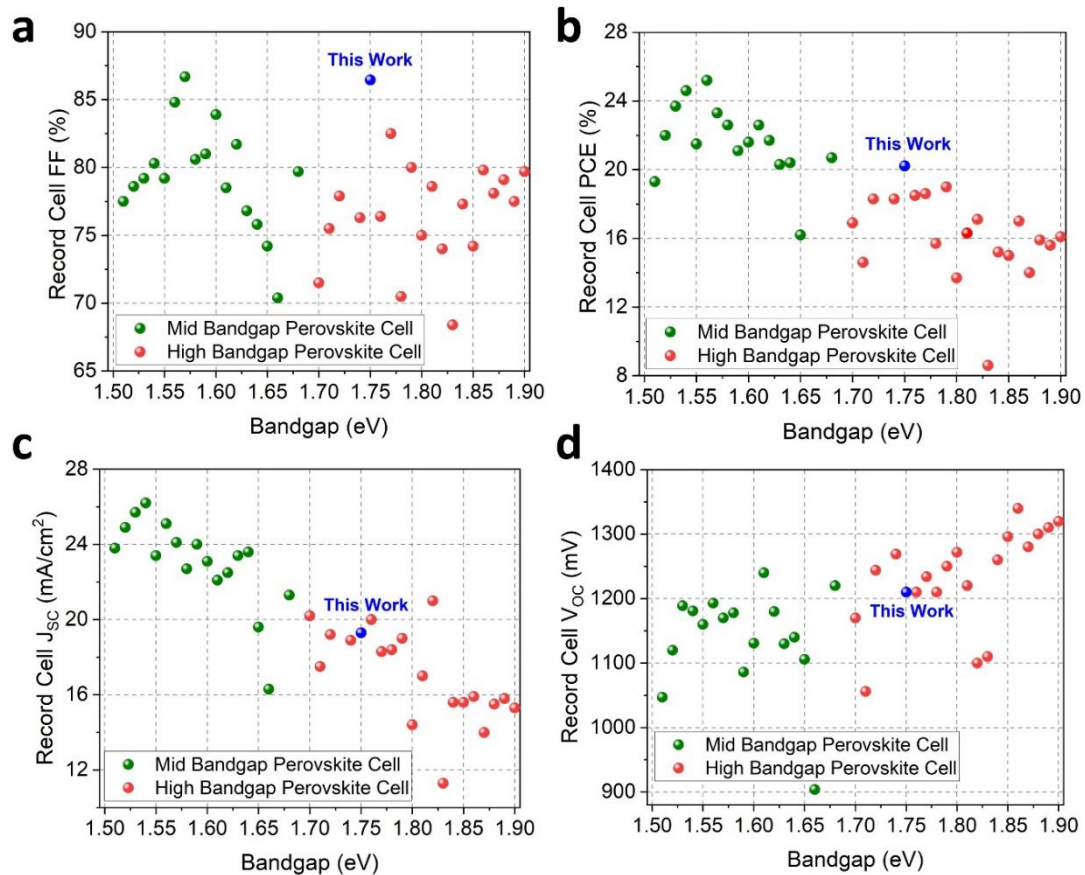 a
90
85
80
75
70
65
Record Cell FF (%)
This Work
Mid Bandgap Perovskite Cell
High Bandgap Perovskite Cell
1.50 1.55 1.60 1.65 1.70 1.75 1.80 1.85 1.90
Bandgap (eV)
b
28
24
20
16
12
8
Record Cell PCE (%)
This Work
Mid Bandgap Perovskite Cell
High Bandgap Perovskite Cell
1.50 1.55 1.60 1.65 1.70 1.75 1.80 1.85 1.90
Bandgap (eV)
c
28
24
20
16
12
Record Cell JSC (mA/cm²)
This Work
Mid Bandgap Perovskite Cell
High Bandgap Perovskite Cell
1.50 1.55 1.60 1.65 1.70 1.75 1.80 1.85 1.90
Bandgap (eV)
d
1400
1300
1200
1100
1000
900
Record Cell VOC (mV)
This Work
Mid Bandgap Perovskite Cell
High Bandgap Perovskite Cell
1.50 1.55 1.60 1.65 1.70 1.75 1.80 1.85 1.90
Bandgap (eV)